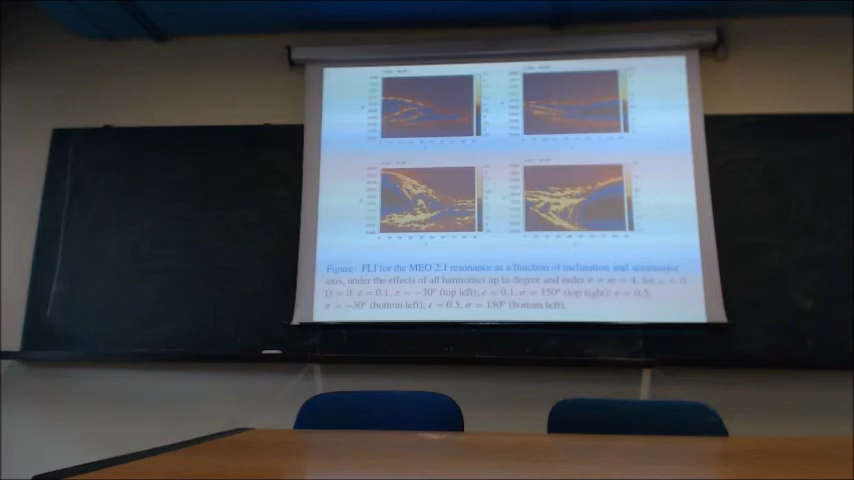 Figure: FLI for the MEO 2:1 resonance as a function of inclination and semimajor
axis, under the effects of all harmonics up to degree and order n = m = 4, for ω = 0,
Ω = 0: e = 0.1, σ = −30° (top left); e = 0.1, σ = 150° (top right); e = 0.5,
σ = −30° (bottom left); e = 0.5, σ = 150° (bottom left).